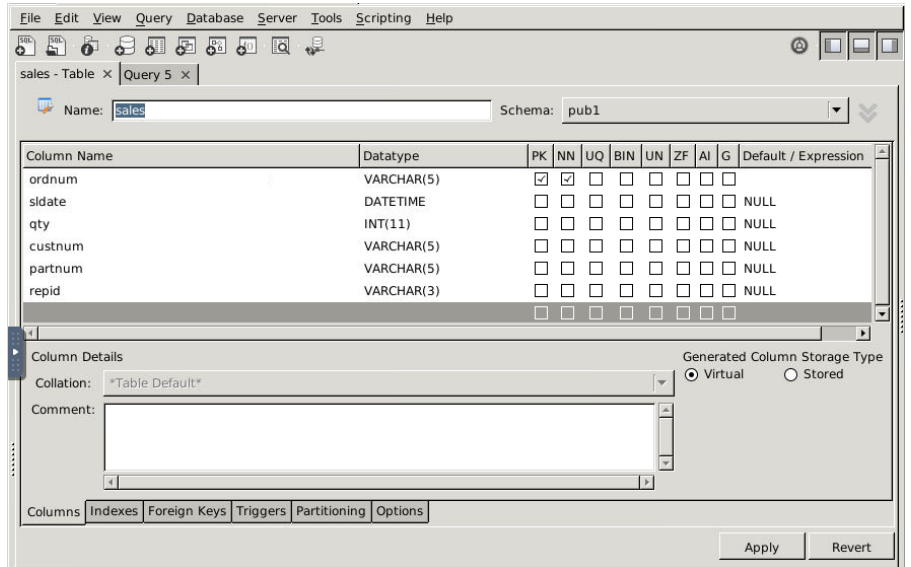 File Edit View Query Database Server Tools Scripting Help
SQL SQL
sales - Table × Query 5 ×
Name: sales Schema: pub1
Column Name Datatype PK NN UQ BIN UN ZF AI G Default / Expression
ordnum VARCHAR(5)
sldate DATETIME NULL
qty INT(11) NULL
custnum VARCHAR(5) NULL
partnum VARCHAR(5) NULL
repid VARCHAR(3) NULL
Column Details Generated Column Storage Type
Collation: *Table Default* Virtual Stored
Comment:
Columns Indexes Foreign Keys Triggers Partitioning Options
Apply Revert